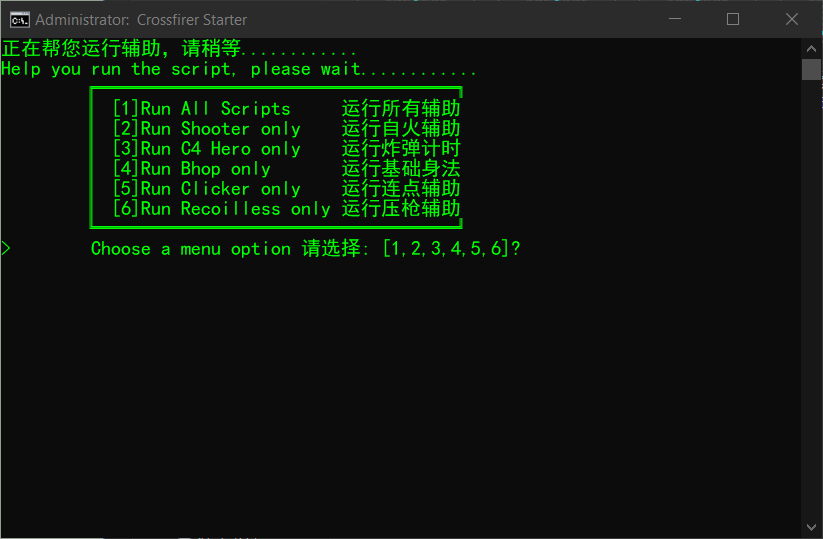 Administrator: Crossfirer Starter
正在帮您运行辅助，请稍等............
Help you run the script, please wait............
[1]Run All Scripts 运行所有辅助
[2]Run Shooter only 运行自火辅助
[3]Run C4 Hero only 运行炸弹计时
[4]Run Bhop only 运行基础身法
[5]Run Clicker only 运行连点辅助
[6]Run Recoilless only 运行压枪辅助
> Choose a menu option 请选择: [1,2,3,4,5,6]?